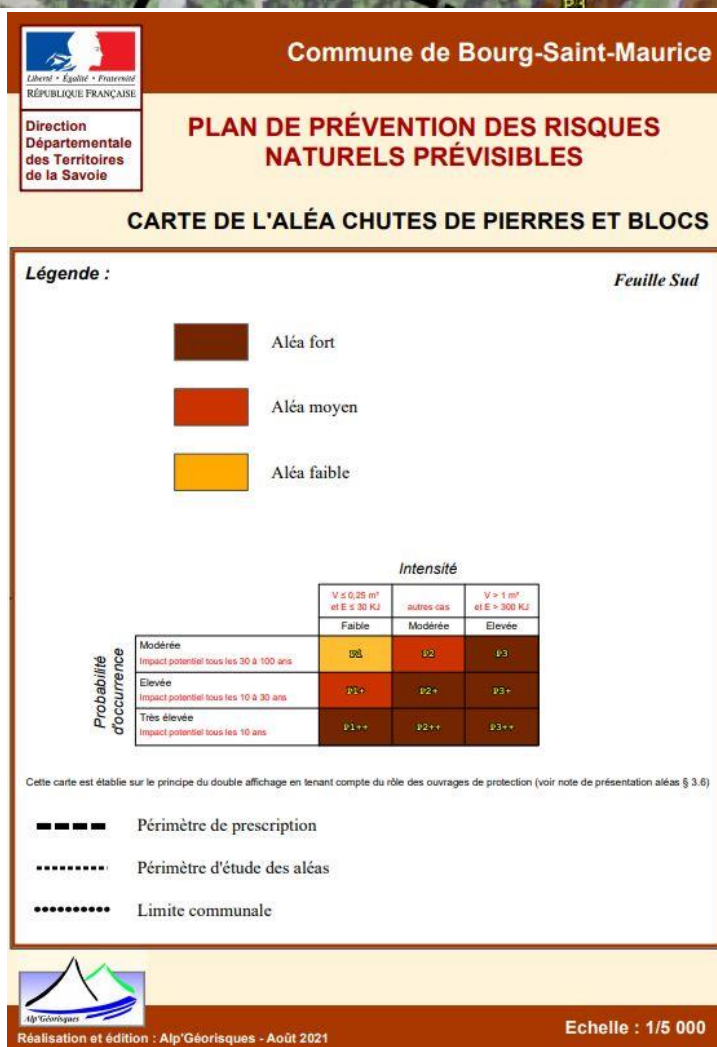 P1
Commune de Bourg-Saint-Maurice
Liberté • Égalité • Fraternité
RÉPUBLIQUE FRANÇAISE
Direction
Départementale
des Territoires
de la Savoie
PLAN DE PRÉVENTION DES RISQUES
NATURELS PRÉVISIBLES
CARTE DE L'ALÉA CHUTES DE PIERRES ET BLOCS
Légende :
Feuille Sud
Aléa fort
Aléa moyen
Aléa faible
Intensité
V ≤ 0,25 m³ autres cas V > 1 m³
et E ≤ 30 KJ et E > 300 KJ
Faible Modérée Elevée
Probabilité
d'occurrence
Modérée P1 P2 P3
Impact potentiel tous les 30 à 100 ans
Elevée P1+ P2+ P3+
Impact potentiel tous les 10 à 30 ans
Très élevée P1++ P2++ P3++
Impact potentiel tous les 10 ans
Cette carte est établie sur le principe du double affichage en tenant compte du rôle des ouvrages de protection (voir note de présentation aléas § 3.6)
Périmètre de prescription
Périmètre d'étude des aléas
Limite communale
Alp'Géorisques
Réalisation et édition : Alp'Géorisques - Août 2021
Echelle : 1/5 000